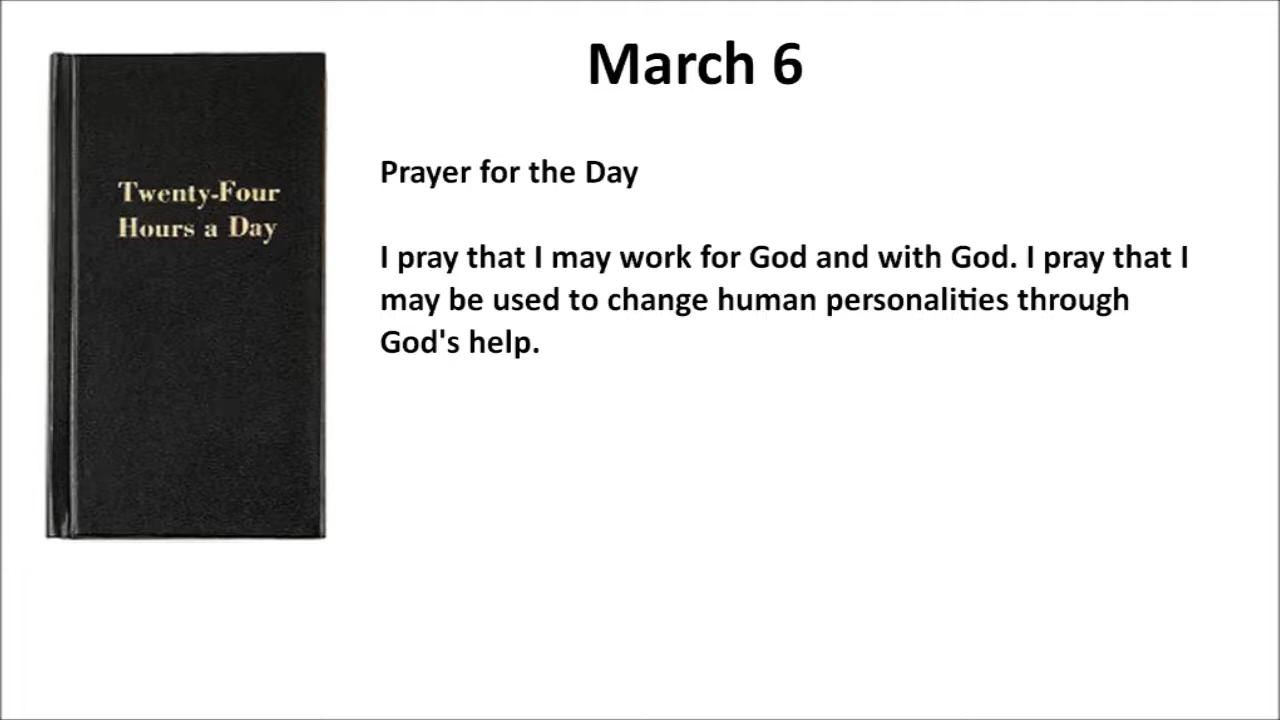 March 6
Twenty-Four
Hours a Day
Prayer for the Day
I pray that I may work for God and with God. I pray that I
may be used to change human personalities through
God's help.